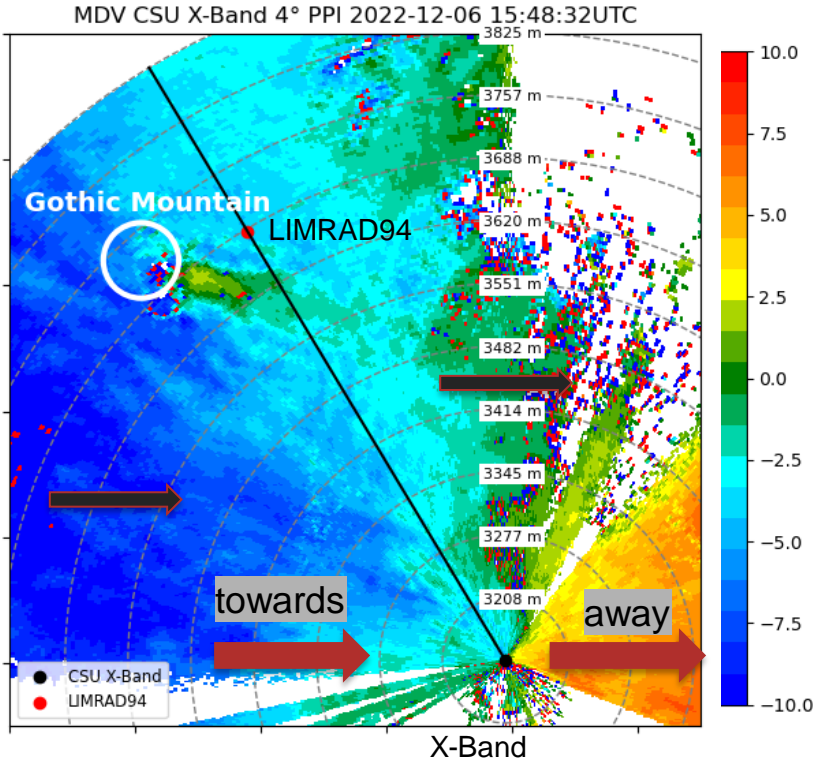 MDV CSU X-Band 4° PPI 2022-12-06 15:48:32UTC
3825 m
3757 m
3688 m
3620 m
3551 m
3482 m
3414 m
3345 m
3277 m
3208 m
Gothic Mountain
LIMRAD94
towards
away
CSU X-Band
LIMRAD94
X-Band
10.0
7.5
5.0
2.5
0.0
−2.5
−5.0
−7.5
−10.0